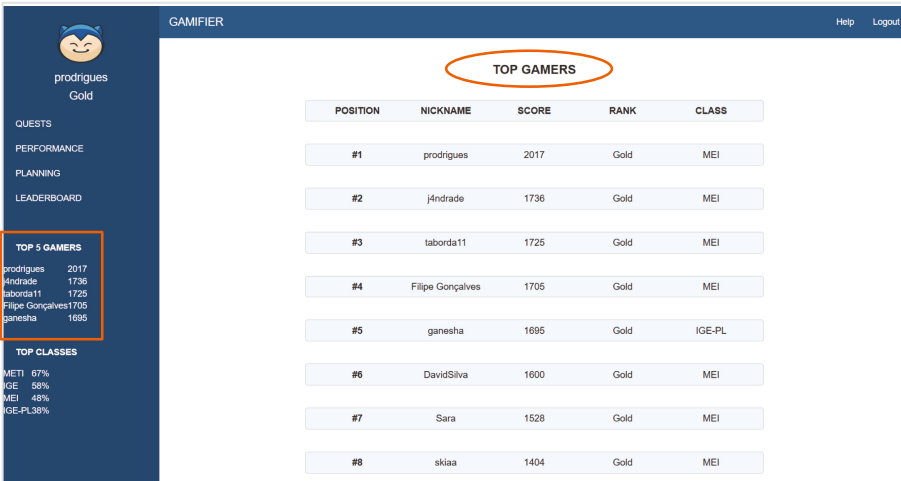 GAMIFIER Help Logout
prodrigues
Gold
QUESTS
PERFORMANCE
PLANNING
LEADERBOARD
TOP 5 GAMERS
prodrigues 2017
j4ndrade 1736
taborda11 1725
Filipe Gonçalves1705
ganesha 1695
TOP CLASSES
METI 67%
IGE 58%
MEI 48%
IGE-PL38%
TOP GAMERS
POSITION NICKNAME SCORE RANK CLASS
#1 prodrigues 2017 Gold MEI
#2 j4ndrade 1736 Gold MEI
#3 taborda11 1725 Gold MEI
#4 Filipe Gonçalves 1705 Gold MEI
#5 ganesha 1695 Gold IGE-PL
#6 DavidSilva 1600 Gold MEI
#7 Sara 1528 Gold MEI
#8 skiaa 1404 Gold MEI